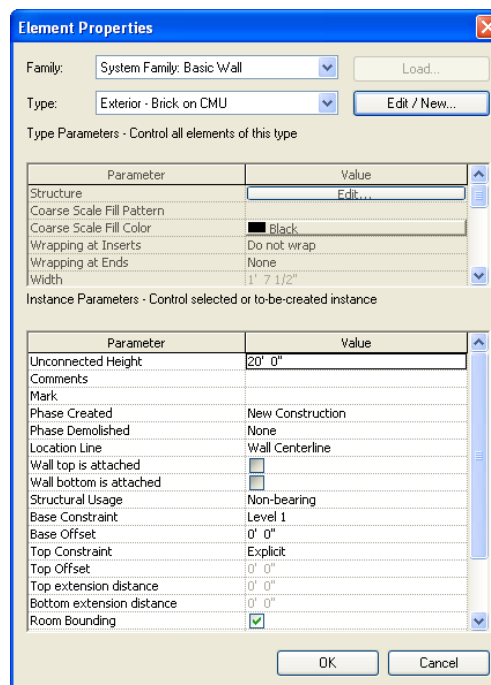 Element Properties
Family: System Family: Basic Wall Load...
Type: Exterior - Brick on CMU Edit / New...
Type Parameters - Control all elements of this type
Parameter Value
Structure Edit...
Coarse Scale Fill Pattern
Coarse Scale Fill Color Black
Wrapping at Inserts Do not wrap
Wrapping at Ends None
Width 1' 7 1/2"
Instance Parameters - Control selected or to-be-created instance
Parameter Value
Unconnected Height 20' 0"
Comments
Mark
Phase Created New Construction
Phase Demolished None
Location Line Wall Centerline
Wall top is attached
Wall bottom is attached
Structural Usage Non-bearing
Base Constraint Level 1
Base Offset 0' 0"
Top Constraint Explicit
Top Offset 0' 0"
Top extension distance 0' 0"
Bottom extension distance 0' 0"
Room Bounding
OK Cancel